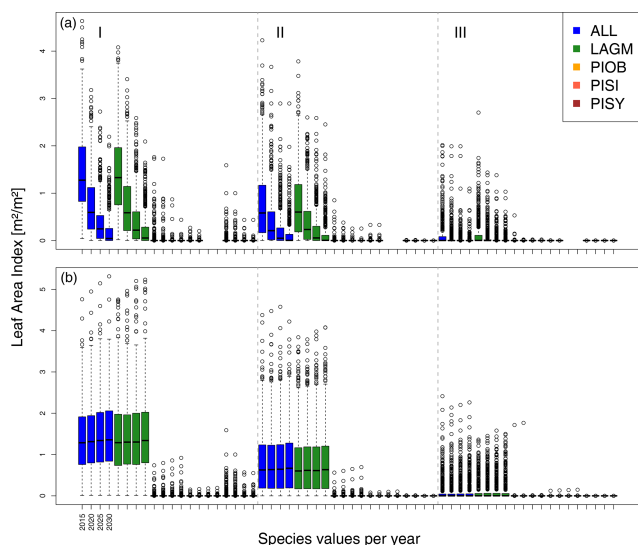 (a)
I
II
III
ALL
LAGM
PIOB
PISI
PISY
4
3
2
1
0
Leaf Area Index [m²/m²]
(b)
5
4
3
2
1
0
2015
2020
2025
2030
Species values per year